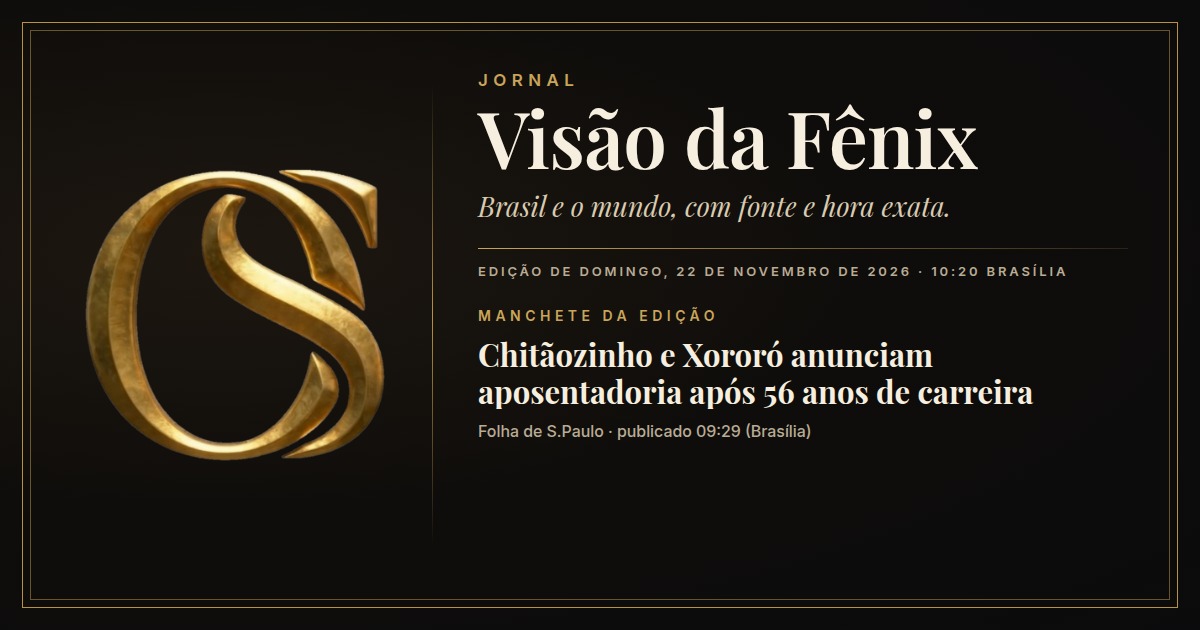 JORNAL
Visão da Fênix
Brasil e o mundo, com fonte e hora exata.
EDIÇÃO DE DOMINGO, 22 DE NOVEMBRO DE 2026 · 10:20 BRASÍLIA
MANCHETE DA EDIÇÃO
Chitãozinho e Xororó anunciam
aposentadoria após 56 anos de carreira
Folha de S.Paulo · publicado 09:29 (Brasília)